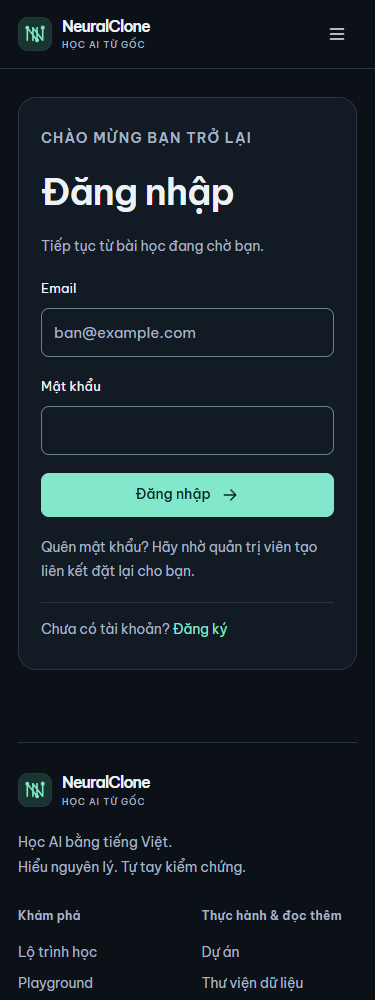 NeuralClone
HỌC AI TỪ GỐC
CHÀO MỪNG BẠN TRỞ LẠI
Đăng nhập
Tiếp tục từ bài học đang chờ bạn.
Email
ban@example.com
Mật khẩu
Đăng nhập →
Quên mật khẩu? Hãy nhờ quản trị viên tạo
liên kết đặt lại cho bạn.
Chưa có tài khoản? Đăng ký
NeuralClone
HỌC AI TỪ GỐC
Học AI bằng tiếng Việt.
Hiểu nguyên lý. Tự tay kiểm chứng.
Khám phá
Thực hành & đọc thêm
Lộ trình học
Dự án
Playground
Thư viện dữ liệu